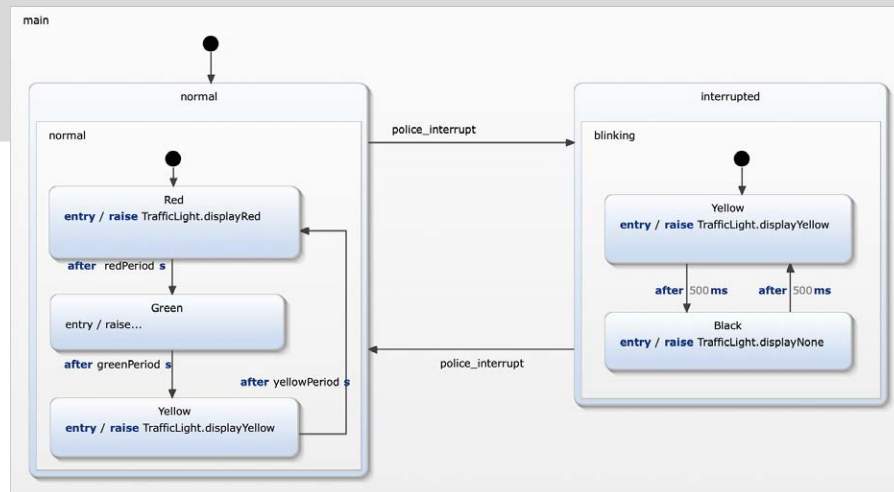 main
normal
normal
Red
entry / raise TrafficLight.displayRed
after redPeriod s
Green
entry / raise...
after greenPeriod s
after yellowPeriod s
Yellow
entry / raise TrafficLight.displayYellow
police_interrupt
police_interrupt
interrupted
blinking
Yellow
entry / raise TrafficLight.displayYellow
after 500 ms
after 500 ms
Black
entry / raise TrafficLight.displayNone